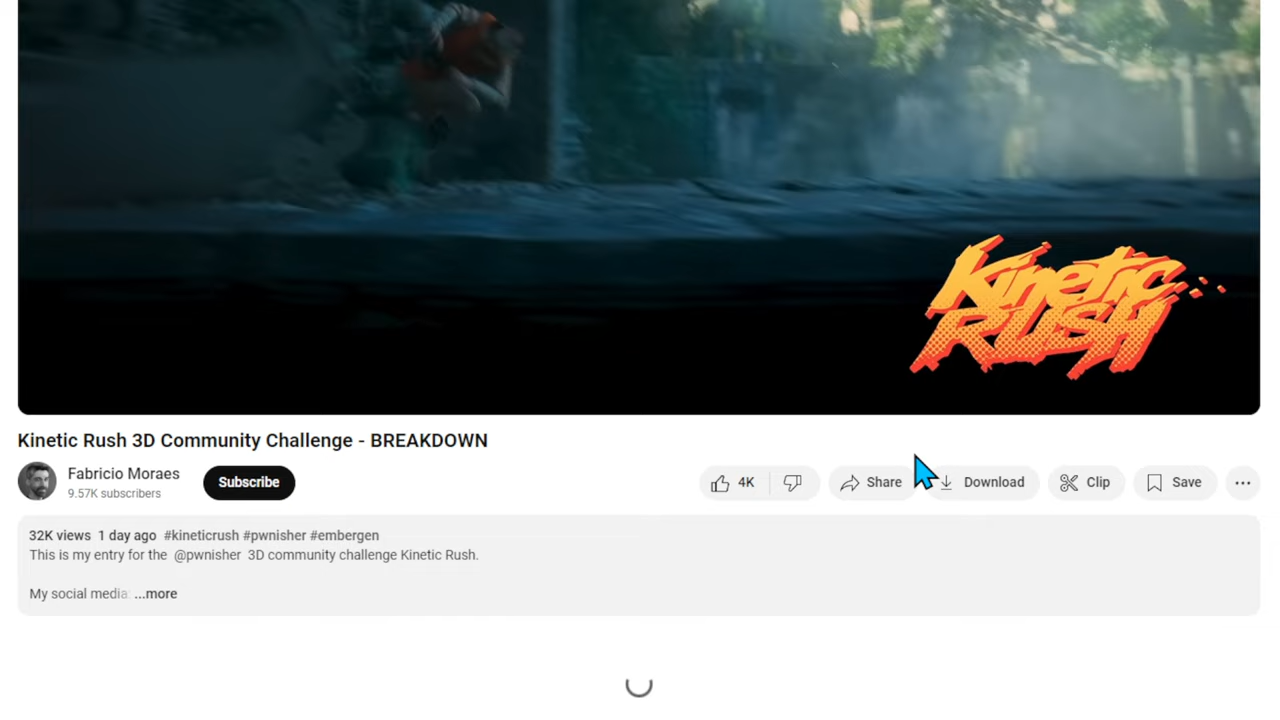 Kinetic
RUSH
Kinetic Rush 3D Community Challenge - BREAKDOWN
Fabricio Moraes
9.57K subscribers
Subscribe
4K
Share
Download
Clip
Save
32K views 1 day ago #kineticrush #pwnisher #embergen
This is my entry for the @pwnisher 3D community challenge Kinetic Rush.
My social media: ...more